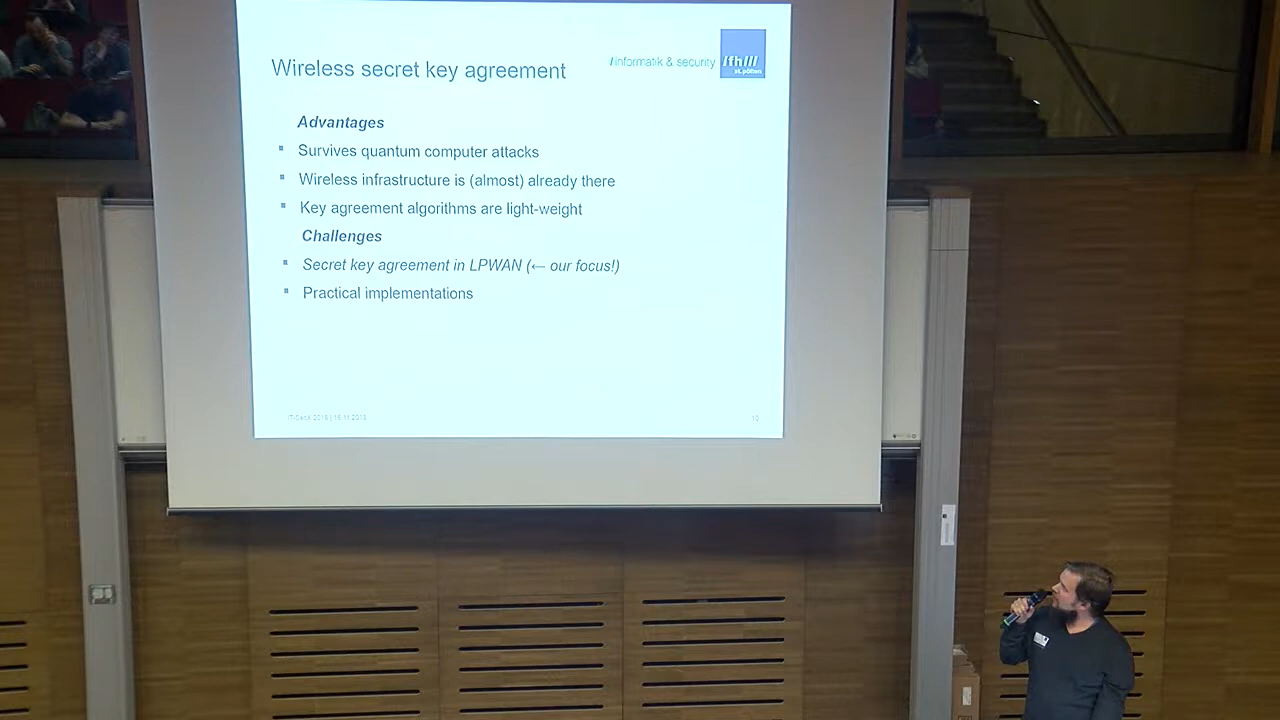 Wireless secret key agreement
/informatik & security
/fh///
st.pölten
Advantages
Survives quantum computer attacks
Wireless infrastructure is (almost) already there
Key agreement algorithms are light-weight
Challenges
Secret key agreement in LPWAN (← our focus!)
Practical implementations